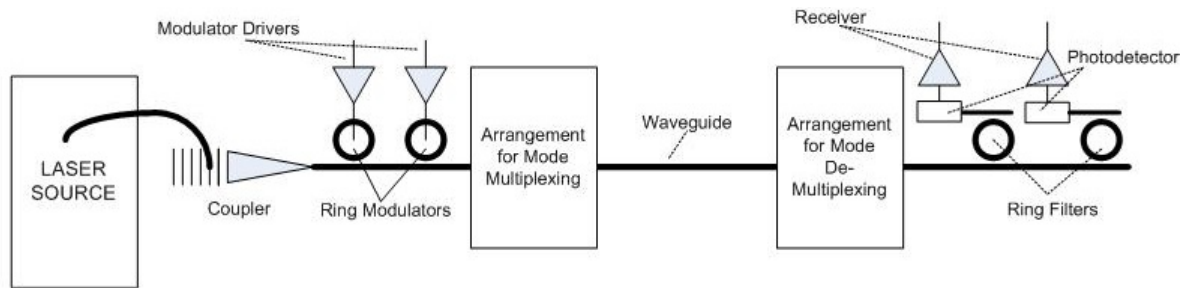 Modulator Drivers
Receiver
Photodetector
LASER
SOURCE
Coupler
Ring Modulators
Arrangement
for Mode
Multiplexing
Waveguide
Arrangement
for Mode
De-
Multiplexing
Ring Filters